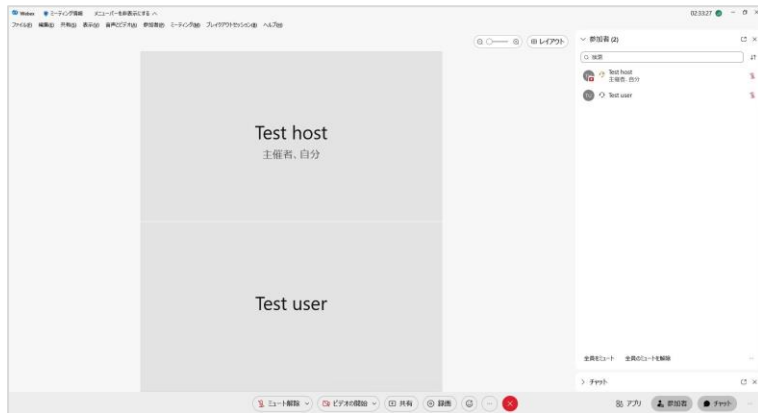 Webex ミーティング情報 メニューバーを非表示にする 02:33:27
ファイル(F) 編集(E) 共有(S) 表示(V) 音声とビデオ(A) 参加者(P) ミーティング(M) ブレイクアウトセッション(B) ヘルプ(H)
レイアウト
参加者 (2)
検索
Test host
主催者、自分
Test user
Test host
主催者、自分
Test user
全員をミュート 全員のミュートを解除
チャット
ミュート解除 ビデオの開始 共有 録画 アプリ 参加者 チャット